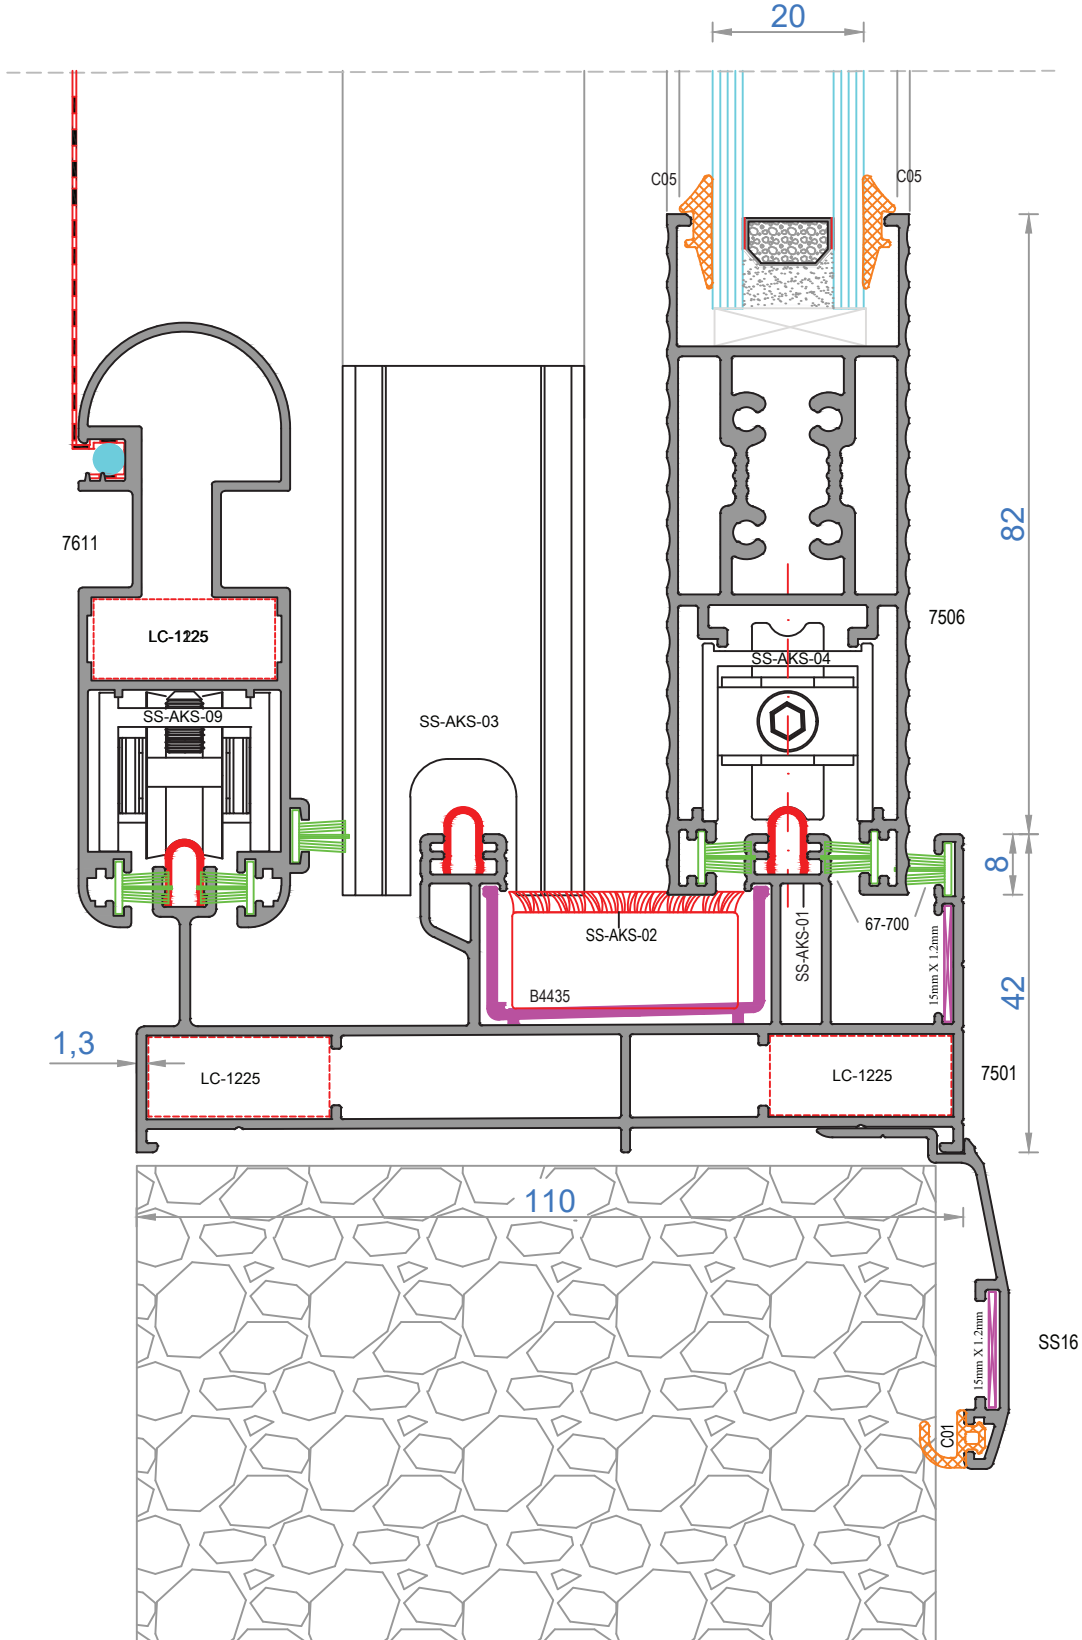 20
C05
C05
82
7611
7506
LC-1225
SS-AKS-04
SS-AKS-09
SS-AKS-03
8
67-700
SS-AKS-02
SS-AKS-01
15mm X 1.2mm
B4435
42
1,3
LC-1225
LC-1225
7501
110
15mm X 1.2mm
SS16
C01